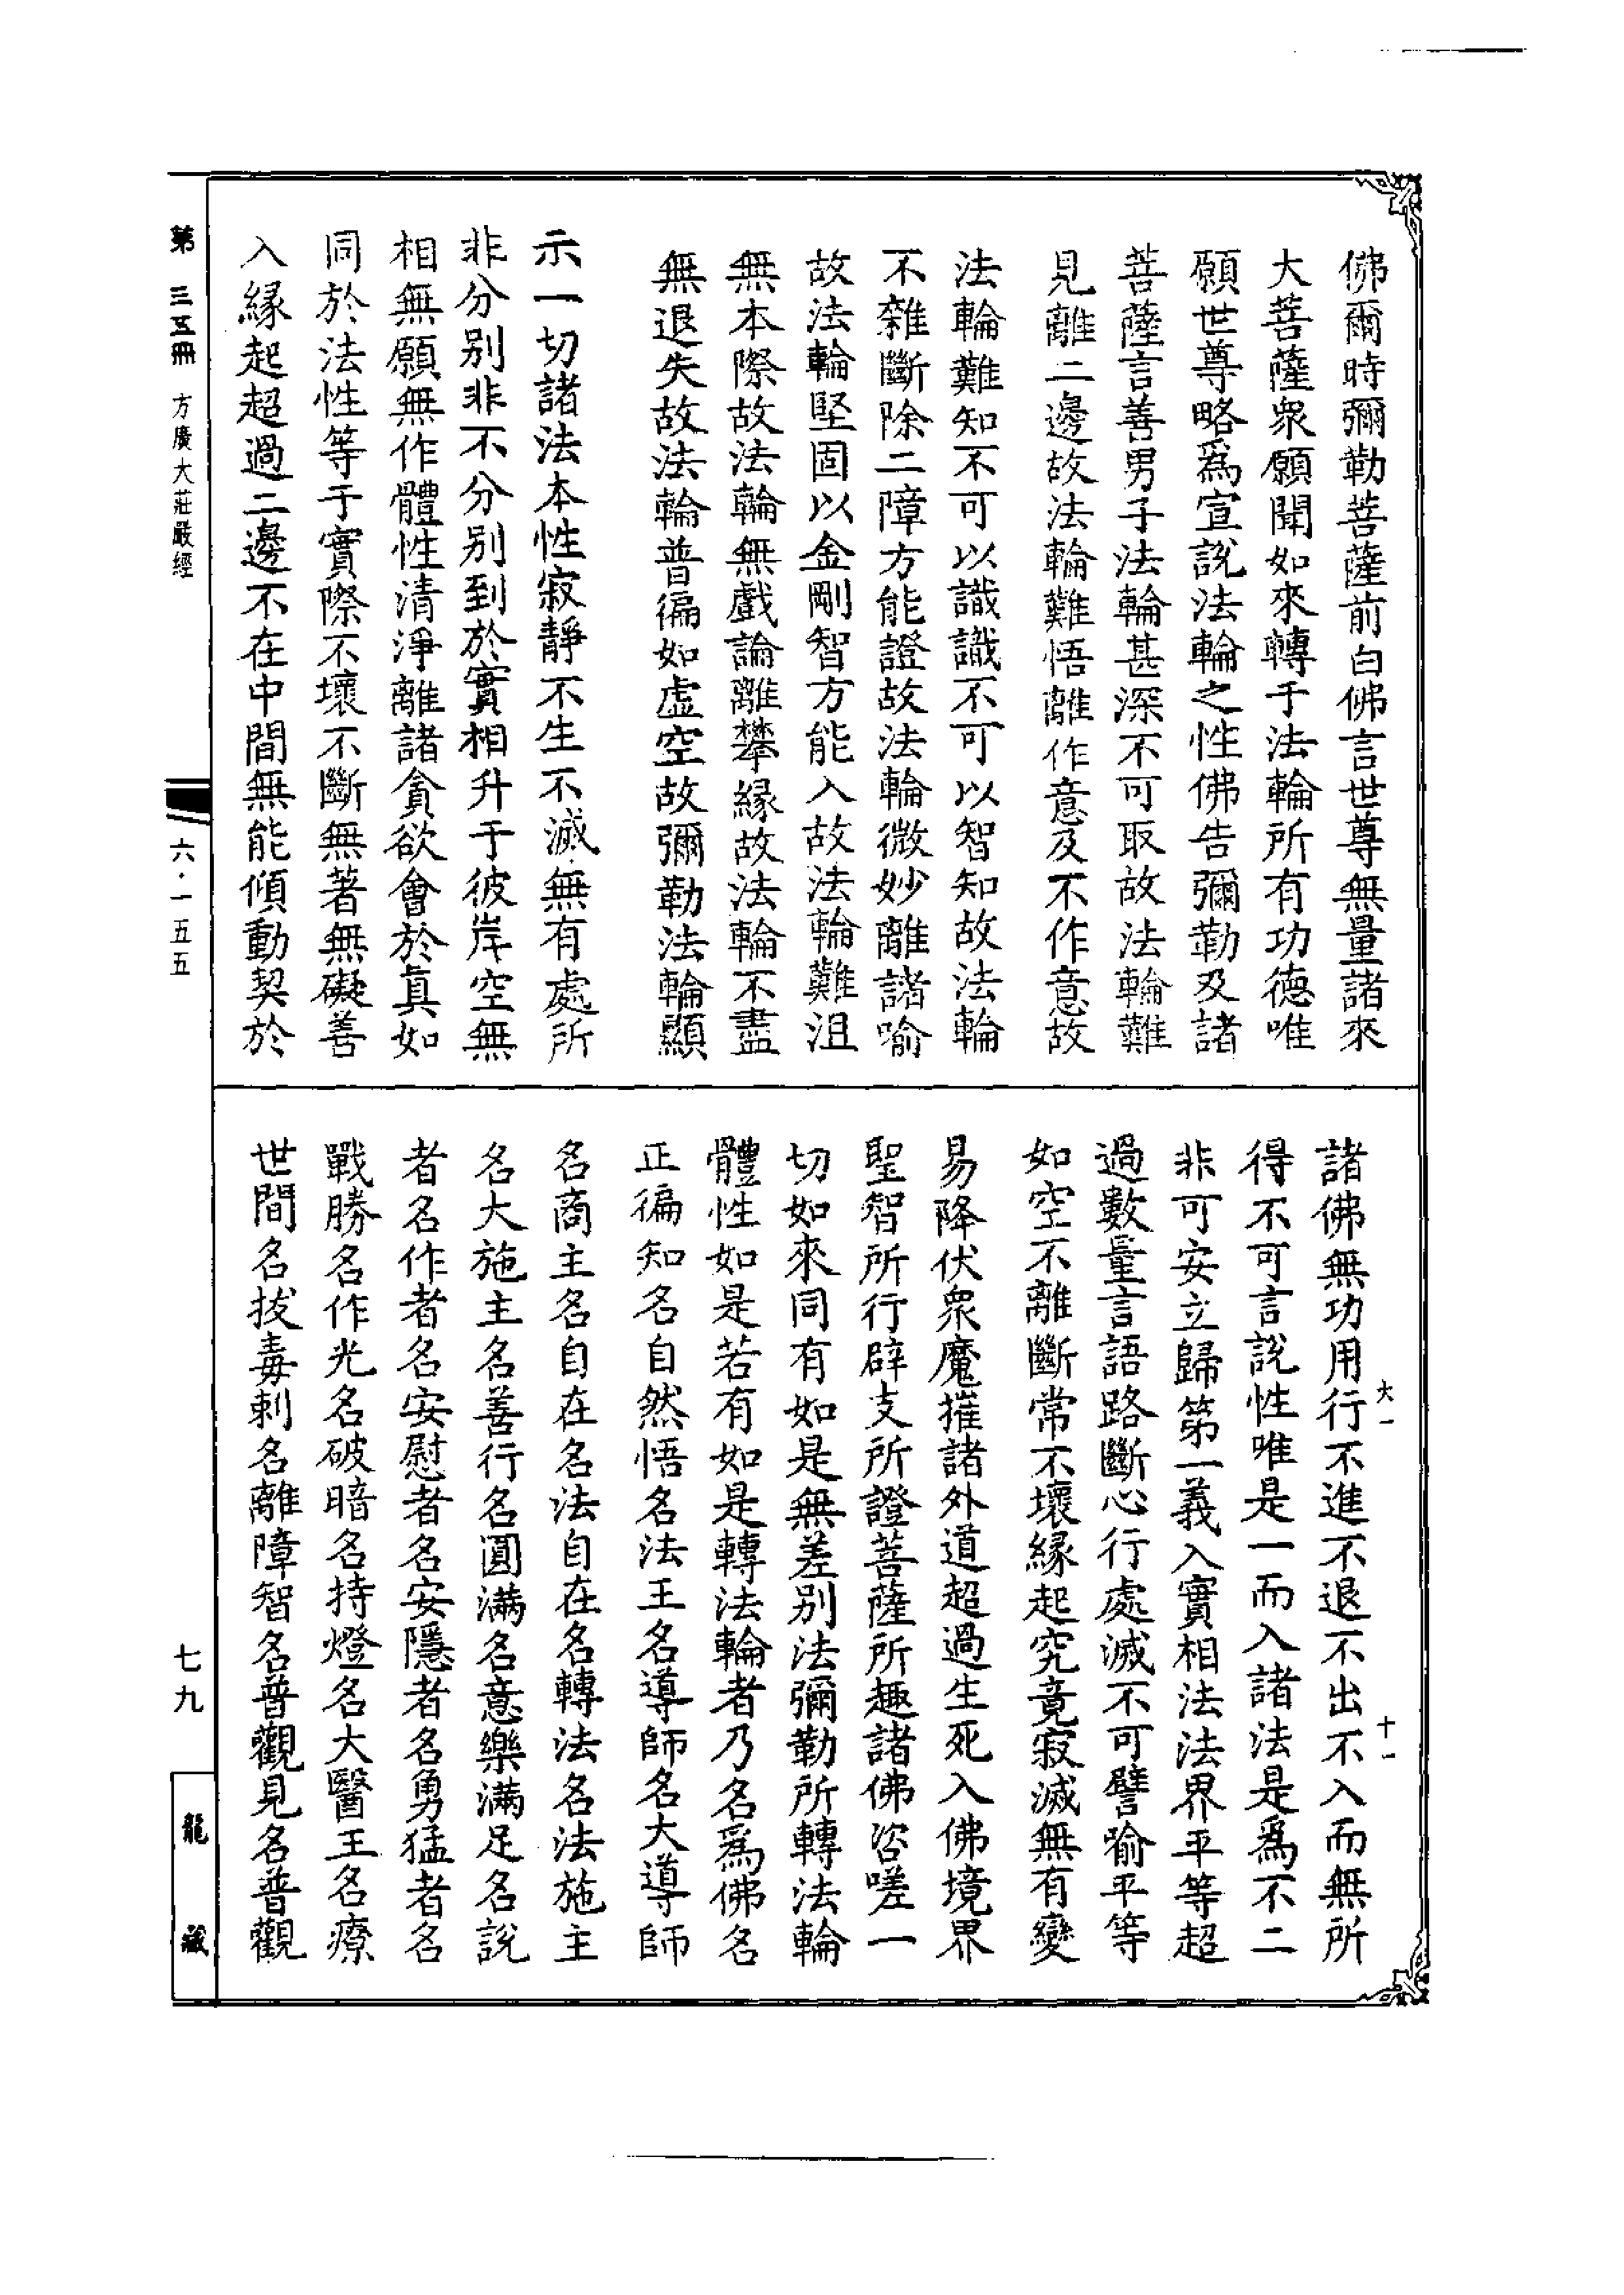 佛爾時彌勒菩薩前白佛言世尊無量諸來
大菩薩衆願聞如來轉于法輪所有功德唯
願世尊略爲宣說法輪之性佛告彌勒及諸
菩薩言善男子法輪甚深不可取故法輪難
見離二邊故法輪難悟離作意及不作意故
法輪難知不可以識識不可以智知故法輪
不雜斷除二障方能證故法輪微妙離諸喻
故法輪堅固以金剛智方能入故法輪難沮
無本際故法輪無戲論離攀緣故法輪不盡
無退失故法輪普徧如虛空故彌勒法輪顯
示一切諸法本性寂靜不生不滅無有處所
非分別非不分別到於實相升于彼岸空無
相無願無作體性清淨離諸貪欲會於眞如
同於法性等于實際不壞不斷無著無礙善
入緣起超過二邊不在中間無能傾動契於
諸佛無功用行不進不退不出不入而無所
得不可言說性唯是一而入諸法是爲不二
非可安立歸第一義入實相法法界平等超
過數量言語路斷心行處滅不可譬喻平等
如空不離斷常不壞緣起究竟寂滅無有變
易降伏衆魔摧諸外道超過生死入佛境界
聖智所行辟支所證菩薩所趣諸佛咨嗟一
切如來同有如是無差別法彌勒所轉法輪
體性如是若有如是轉法輪者乃名爲佛名
正徧知名自然悟名法王名導師名大導師
名商主名自在名法自在名轉法名法施主
名大施主名善行名圓滿名意樂滿足名說
者名作者名安慰者名安隱者名勇猛者名
戰勝名作光名破暗名持燈名大醫王名療
世間名拔毒刺名離障智名普觀見名普觀
大一
十一
第三五冊 方廣大莊嚴經
六·一五五
七九
龍藏